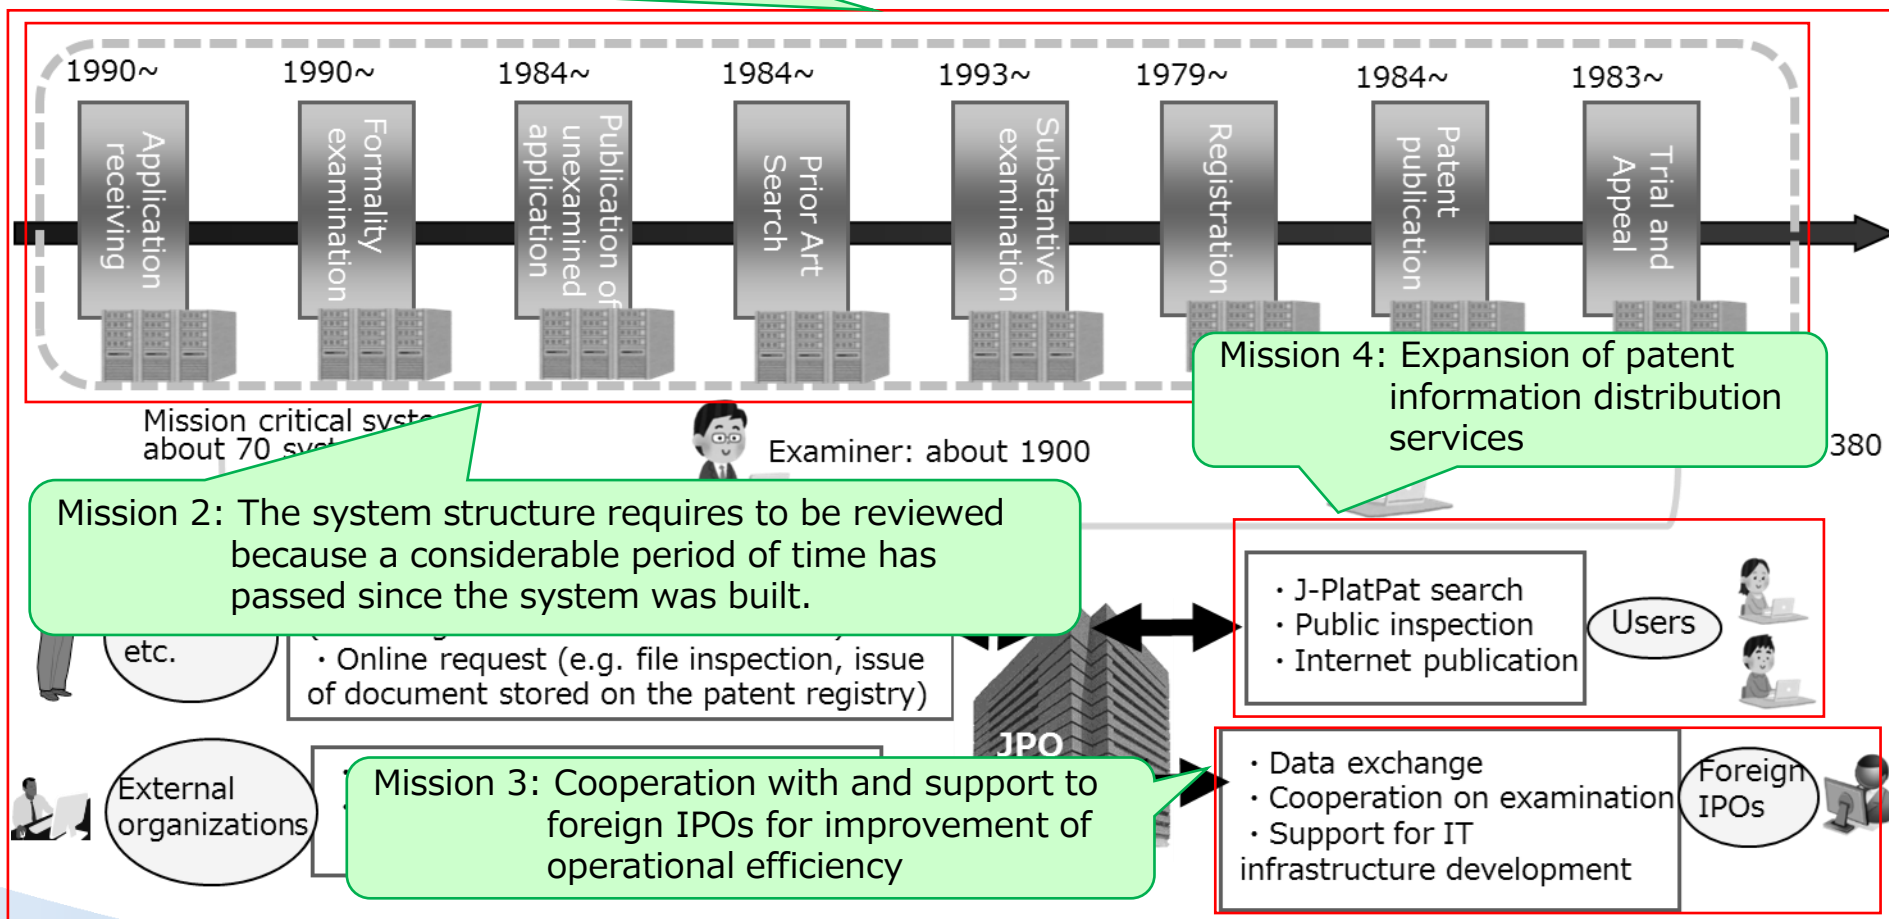 1990~
1990~
1984~
1984~
1993~
1979~
1984~
1983~
Application
receiving
Formality
examination
Publication of
unexamined
application
Prior Art
Search
Substantive
examination
Registration
Patent
publication
Trial and
Appeal
Mission critical
about 70
Examiner: about 1900
380
Mission 4: Expansion of patent
information distribution
services
Mission 2: The system structure requires to be reviewed
because a considerable period of time has
passed since the system was built.
etc.
・Online request (e.g. file inspection, issue
of document stored on the patent registry)
JPO
・J-PlatPat search
・Public inspection
・Internet publication
Users
External
organizations
Mission 3: Cooperation with and support to
foreign IPOs for improvement of
operational efficiency
・Data exchange
・Cooperation on examination
・Support for IT
infrastructure development
Foreign
IPOs